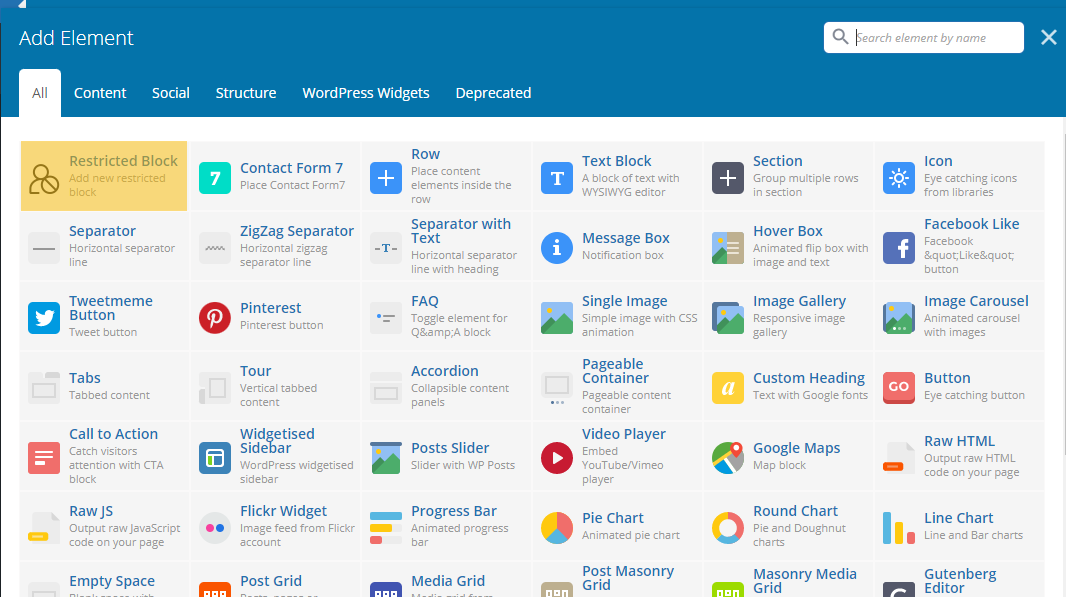 Add Element
Search element by name
All
Content
Social
Structure
WordPress Widgets
Deprecated
Restricted Block
Add new restricted
block
7
Contact Form 7
Place Contact Form7
Row
Place content
elements inside the
row
T
Text Block
A block of text with
WYSIWYG editor
Section
Group multiple rows
in section
Icon
Eye catching icons
from libraries
Separator
Horizontal separator
line
ZigZag Separator
Horizontal zigzag
separator line
-T-
Separator with
Text
Horizontal separator
line with heading
i
Message Box
Notification box
Hover Box
Animated flip box with
image and text
f
Facebook Like
Facebook
&quot;Like&quot;
button
Tweetmeme
Button
Tweet button
Pinterest
Pinterest button
FAQ
Toggle element for
Q&amp;A block
Single Image
Simple image with CSS
animation
Image Gallery
Responsive image
gallery
Image Carousel
Animated carousel
with images
Tabs
Tabbed content
Tour
Vertical tabbed
content
Accordion
Collapsible content
panels
Pageable
Container
Pageable content
container
a
Custom Heading
Text with Google fonts
GO
Button
Eye catching button
Call to Action
Catch visitors
attention with CTA
block
Widgetised
Sidebar
WordPress widgetised
sidebar
Posts Slider
Slider with WP Posts
Video Player
Embed
YouTube/Vimeo
player
Google Maps
Map block
Raw HTML
Output raw HTML
code on your page
Raw JS
Output raw JavaScript
code on your page
Flickr Widget
Image feed from Flickr
account
Progress Bar
Animated progress
bar
Pie Chart
Animated pie chart
Round Chart
Pie and Doughnut
charts
Line Chart
Line and Bar charts
Empty Space
Blank space with
Post Grid
Posts, pages or
Media Grid
Media grid from
Post Masonry
Grid
Masonry Media
Grid
Gutenberg
Editor